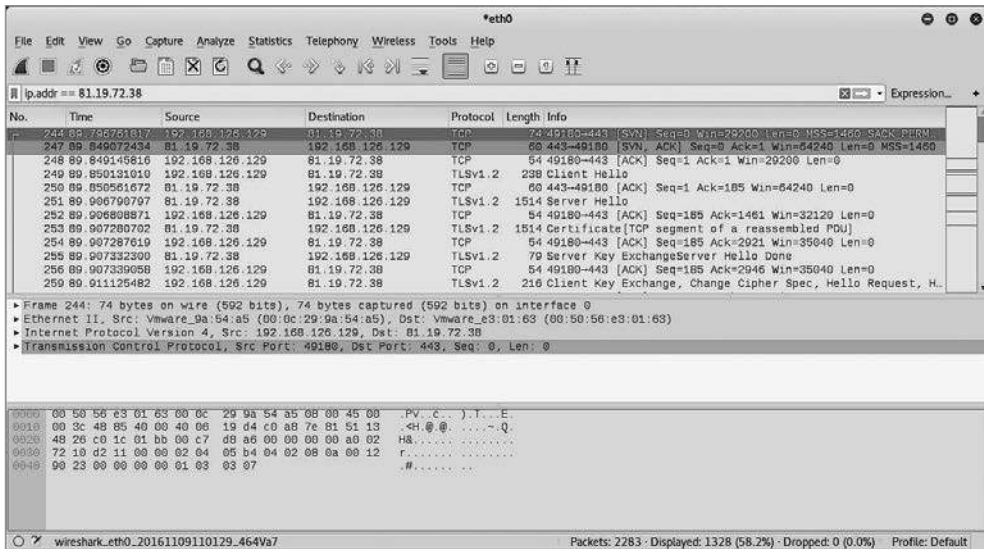 *eth0
File Edit View Go Capture Analyze Statistics Telephony Wireless Tools Help
ip.addr == 81.19.72.38 Expression... +
No. Time Source Destination Protocol Length Info
244 89.796761817 192.168.126.129 81.19.72.38 TCP 74 49180→443 [SYN] Seq=0 Win=29200 Len=0 MSS=1460 SACK_PERM…
247 89.849072434 81.19.72.38 192.168.126.129 TCP 60 443→49180 [SYN, ACK] Seq=0 Ack=1 Win=64240 Len=0 MSS=1460
248 89.849145816 192.168.126.129 81.19.72.38 TCP 54 49180→443 [ACK] Seq=1 Ack=1 Win=29200 Len=0
249 89.850131010 192.168.126.129 81.19.72.38 TLSv1.2 238 Client Hello
250 89.850561672 81.19.72.38 192.168.126.129 TCP 60 443→49180 [ACK] Seq=1 Ack=185 Win=64240 Len=0
251 89.906790797 81.19.72.38 192.168.126.129 TLSv1.2 1514 Server Hello
252 89.906808871 192.168.126.129 81.19.72.38 TCP 54 49180→443 [ACK] Seq=185 Ack=1461 Win=32120 Len=0
253 89.907280702 81.19.72.38 192.168.126.129 TLSv1.2 1514 Certificate[TCP segment of a reassembled PDU]
254 89.907287619 192.168.126.129 81.19.72.38 TCP 54 49180→443 [ACK] Seq=185 Ack=2921 Win=35040 Len=0
255 89.907332300 81.19.72.38 192.168.126.129 TLSv1.2 79 Server Key ExchangeServer Hello Done
256 89.907339058 192.168.126.129 81.19.72.38 TCP 54 49180→443 [ACK] Seq=185 Ack=2946 Win=35040 Len=0
259 89.911125482 192.168.126.129 81.19.72.38 TLSv1.2 216 Client Key Exchange, Change Cipher Spec, Hello Request, H…
Frame 244: 74 bytes on wire (592 bits), 74 bytes captured (592 bits) on interface 0
Ethernet II, Src: Vmware_9a:54:a5 (00:0c:29:9a:54:a5), Dst: Vmware_e3:01:63 (00:50:56:e3:01:63)
Internet Protocol Version 4, Src: 192.168.126.129, Dst: 81.19.72.38
Transmission Control Protocol, Src Port: 49180, Dst Port: 443, Seq: 0, Len: 0
0000 00 50 56 e3 01 63 00 0c 29 9a 54 a5 08 00 45 00 .PV..c.. ).T...E.
0010 00 3c 48 85 40 00 40 06 19 d4 c0 a8 7e 81 51 13 .<H.@.@. ....~.Q.
0020 48 26 c0 1c 01 bb 00 c7 d8 a6 00 00 00 00 a0 02 H&...... ........
0030 72 10 d2 11 00 00 02 04 05 b4 04 02 08 0a 00 12 r....... ........
0040 90 23 00 00 00 00 01 03 03 07 .#...... ..
wireshark_eth0_20161109110129_464Va7 Packets: 2283 · Displayed: 1328 (58.2%) · Dropped: 0 (0.0%) Profile: Default